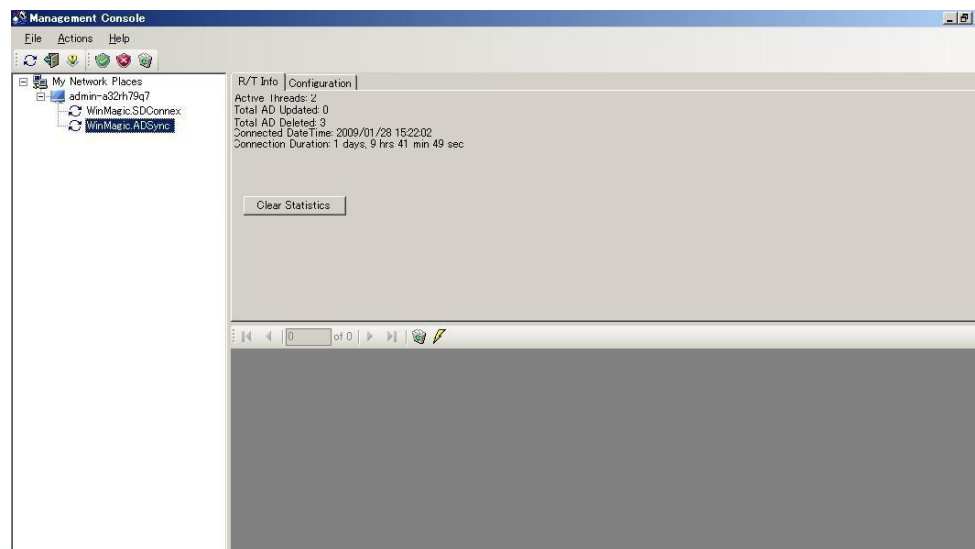 Management Console
File Actions Help
My Network Places
admin-a32rh79q7
WinMagic.SDConnex
WinMagic.ADSync
R/T Info Configuration
Active Threads: 2
Total AD Updated: 0
Total AD Deleted: 3
Connected DateTime: 2009/01/28 15:22:02
Connection Duration: 1 days, 9 hrs 41 min 49 sec
Clear Statistics
0 of 0